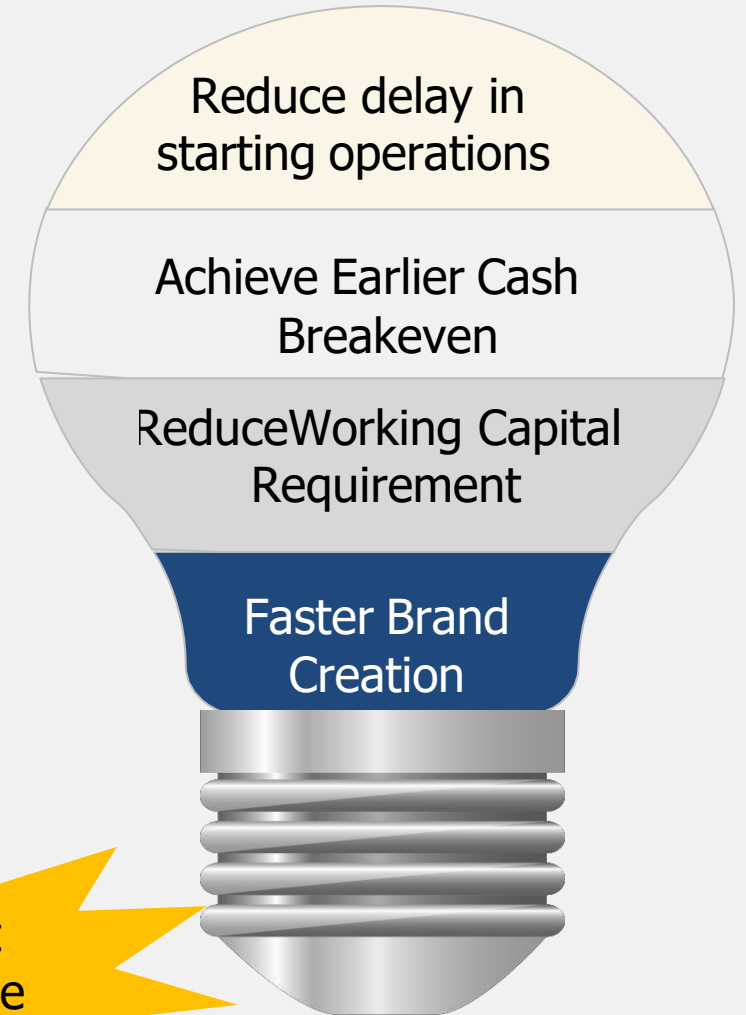 Reduce delay in
starting operations
Achieve Earlier Cash
Breakeven
ReduceWorking Capital
Requirement
Faster Brand
Creation